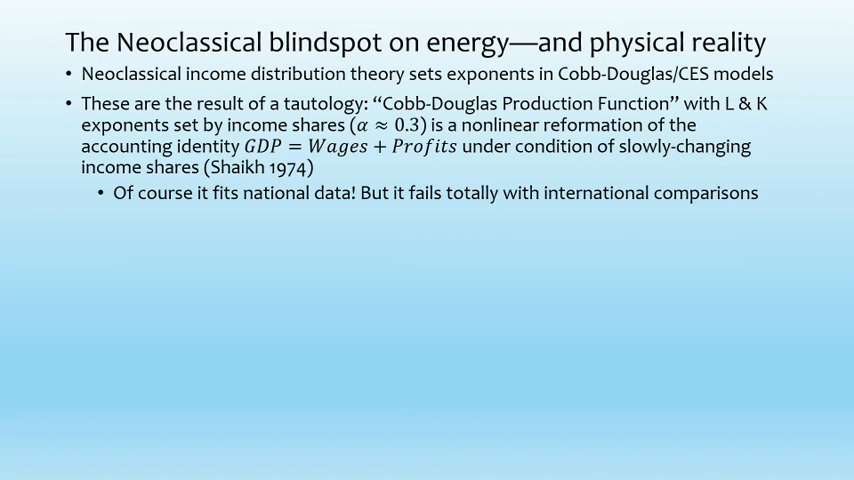 The Neoclassical blindspot on energy—and physical reality
• Neoclassical income distribution theory sets exponents in Cobb-Douglas/CES models
• These are the result of a tautology: “Cobb-Douglas Production Function” with L & K
exponents set by income shares (𝛼 ≈ 0.3) is a nonlinear reformation of the
accounting identity 𝐺𝐷𝑃 = 𝑊𝑎𝑔𝑒𝑠 + 𝑃𝑟𝑜𝑓𝑖𝑡𝑠 under condition of slowly-changing
income shares (Shaikh 1974)
• Of course it fits national data! But it fails totally with international comparisons